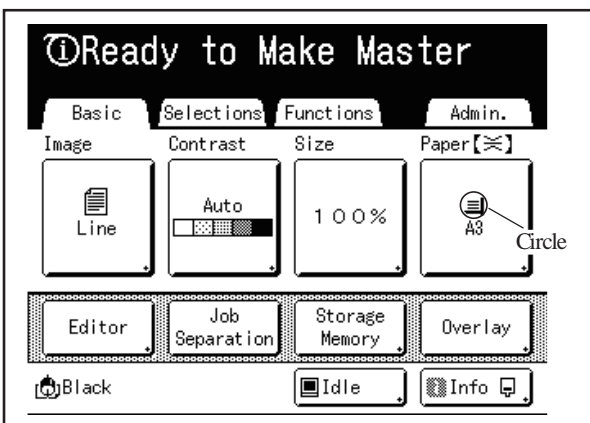 ⓘReady to Make Master
Basic Selections Functions Admin.
Image Contrast Size Paper【≍】
Line Auto 100% A3
Circle
Editor Job Separation Storage Memory Overlay
Black Idle Info